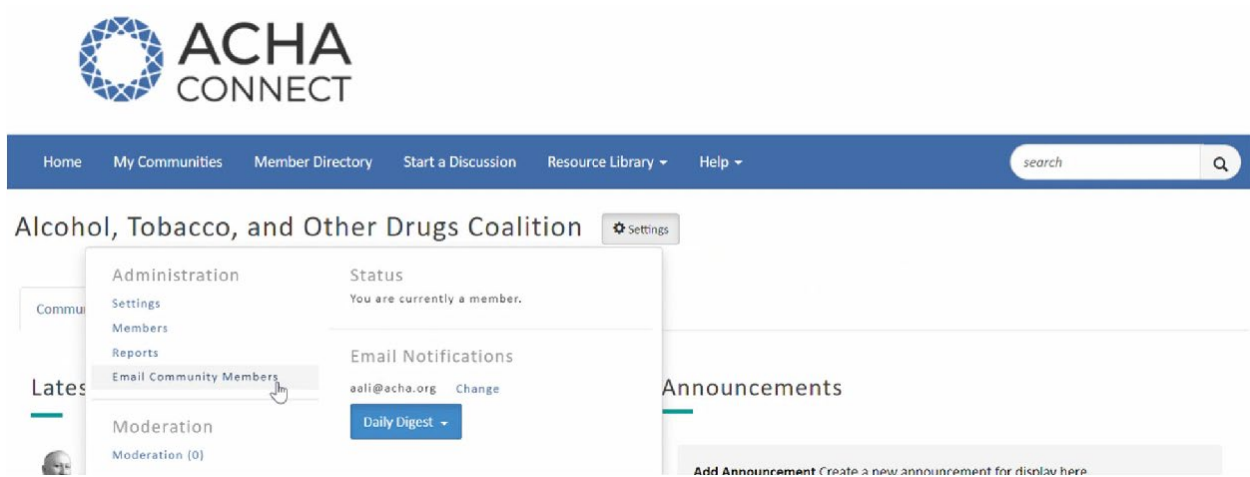 ACHA
CONNECT
Home My Communities Member Directory Start a Discussion Resource Library Help search
Alcohol, Tobacco, and Other Drugs Coalition Settings
Administration
Settings
Members
Reports
Email Community Members
Moderation
Moderation (0)
Status
You are currently a member.
Email Notifications
aali@acha.org Change
Daily Digest
Commu
Lates
Announcements
Add Announcement Create a new announcement for display here